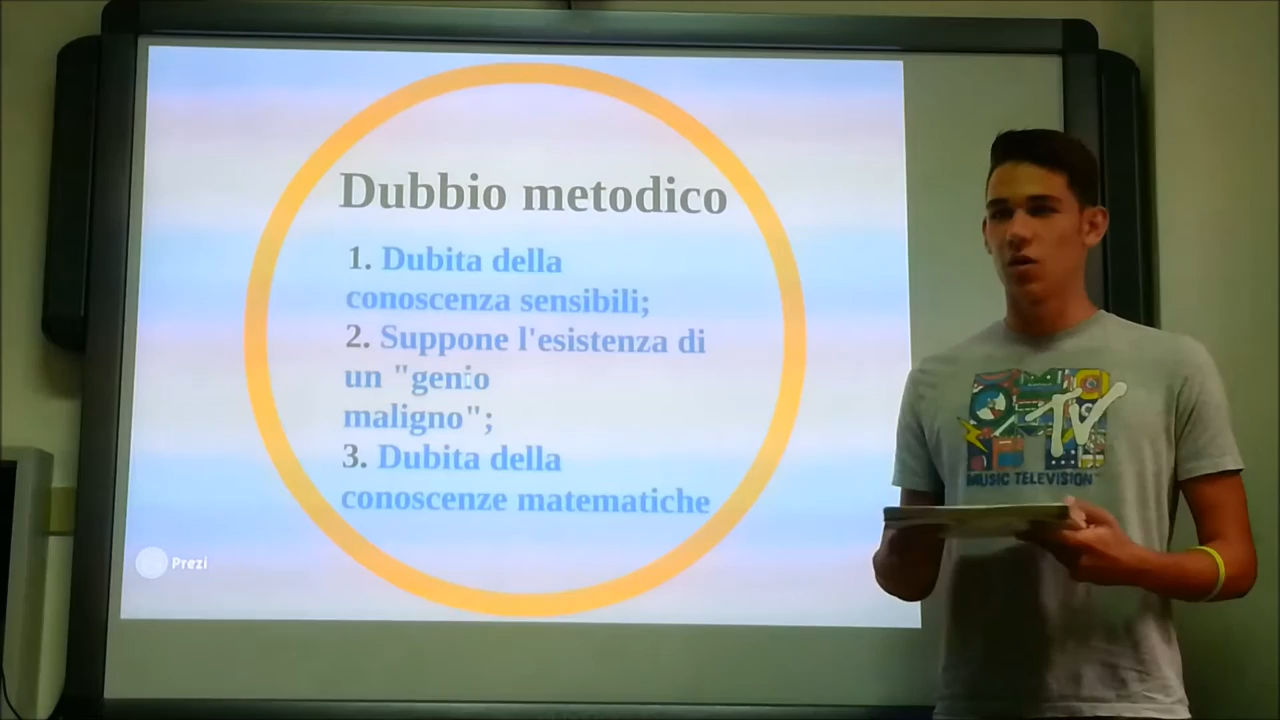 Dubbio metodico
1. Dubita della
conoscenza sensibili;
2. Suppone l'esistenza di
un "genio
maligno";
3. Dubita della
conoscenze matematiche
Prezi
TV
MUSIC TELEVISION